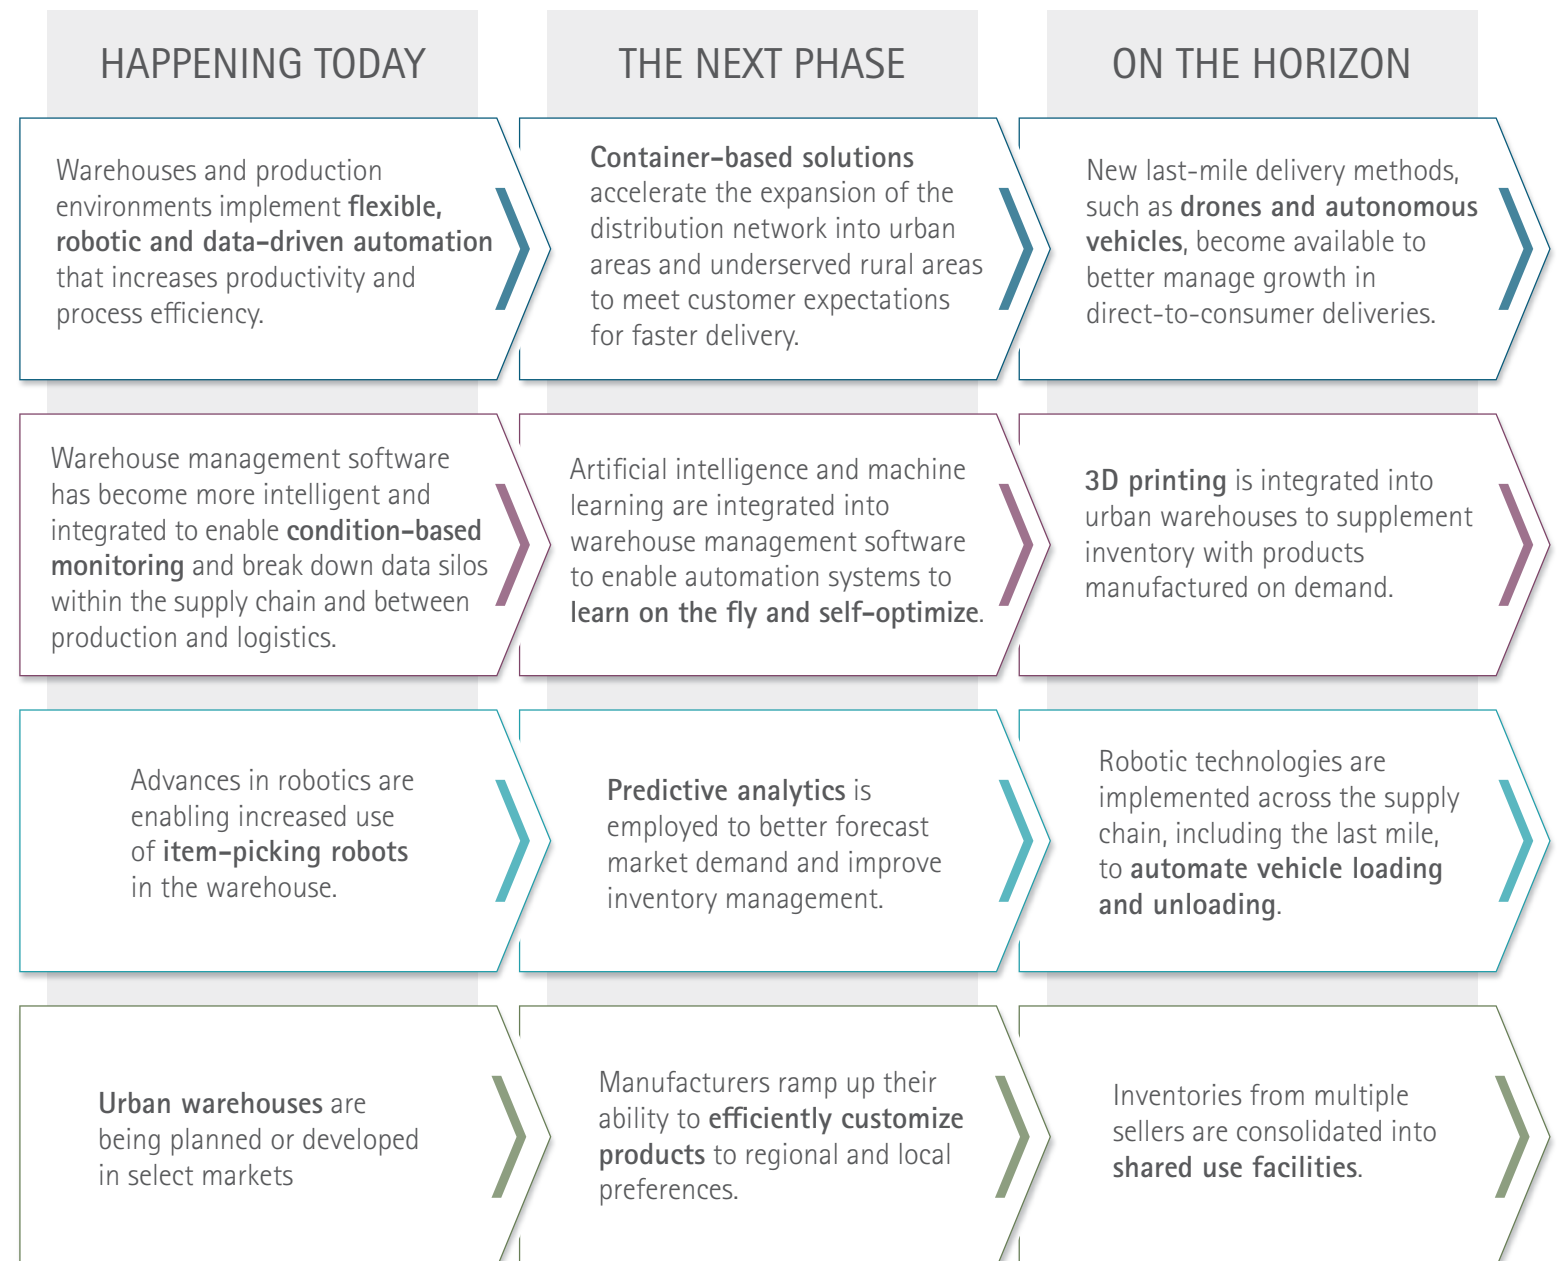 HAPPENING TODAY
THE NEXT PHASE
ON THE HORIZON
Warehouses and production
environments implement flexible,
robotic and data-driven automation
that increases productivity and
process efficiency.
Container-based solutions
accelerate the expansion of the
distribution network into urban
areas and underserved rural areas
to meet customer expectations
for faster delivery.
New last-mile delivery methods,
such as drones and autonomous
vehicles, become available to
better manage growth in
direct-to-consumer deliveries.
Warehouse management software
has become more intelligent and
integrated to enable condition-based
monitoring and break down data silos
within the supply chain and between
production and logistics.
Artificial intelligence and machine
learning are integrated into
warehouse management software
to enable automation systems to
learn on the fly and self-optimize.
3D printing is integrated into
urban warehouses to supplement
inventory with products
manufactured on demand.
Advances in robotics are
enabling increased use
of item-picking robots
in the warehouse.
Predictive analytics is
employed to better forecast
market demand and improve
inventory management.
Robotic technologies are
implemented across the supply
chain, including the last mile,
to automate vehicle loading
and unloading.
Urban warehouses are
being planned or developed
in select markets
Manufacturers ramp up their
ability to efficiently customize
products to regional and local
preferences.
Inventories from multiple
sellers are consolidated into
shared use facilities.